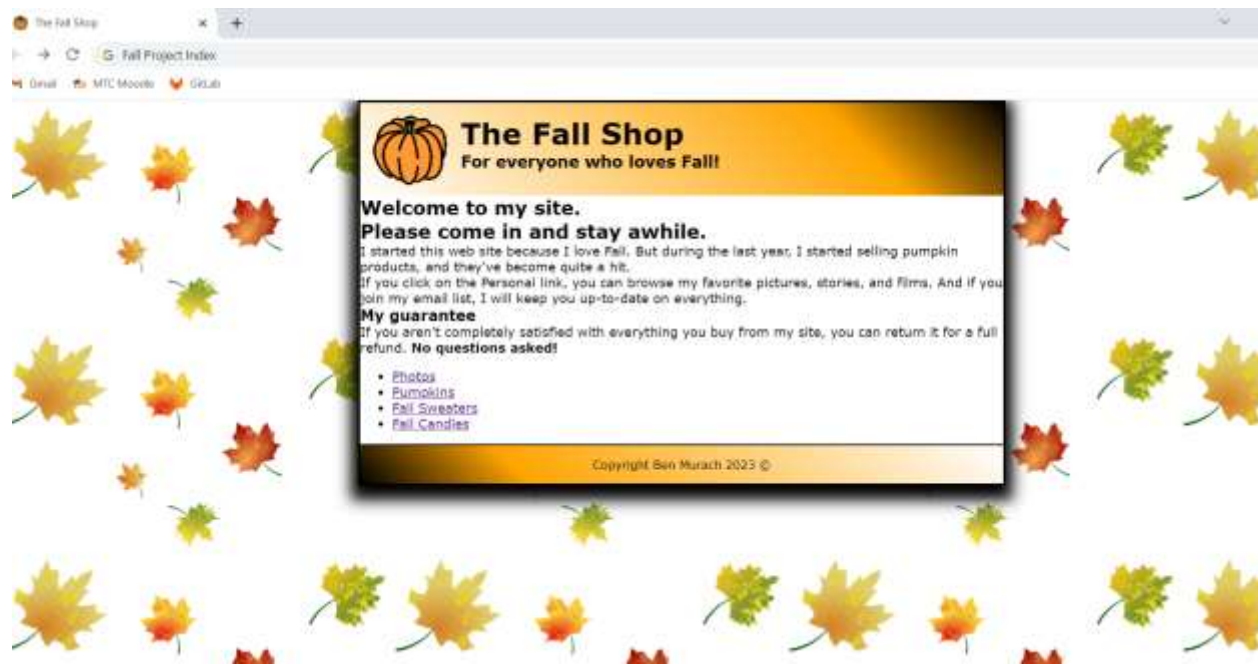 The Fall Shop
Fall Project Index
Gmail MTC Moodle GitLab
The Fall Shop
For everyone who loves Fall!
Welcome to my site.
Please come in and stay awhile.
I started this web site because I love Fall. But during the last year, I started selling pumpkin
products, and they've become quite a hit.
If you click on the Personal link, you can browse my favorite pictures, stories, and films. And if you
join my email list, I will keep you up-to-date on everything.
My guarantee
If you aren't completely satisfied with everything you buy from my site, you can return it for a full
refund. No questions asked!
• Photos
• Pumpkins
• Fall Sweaters
• Fall Candles
Copyright Ben Murach 2023 ©